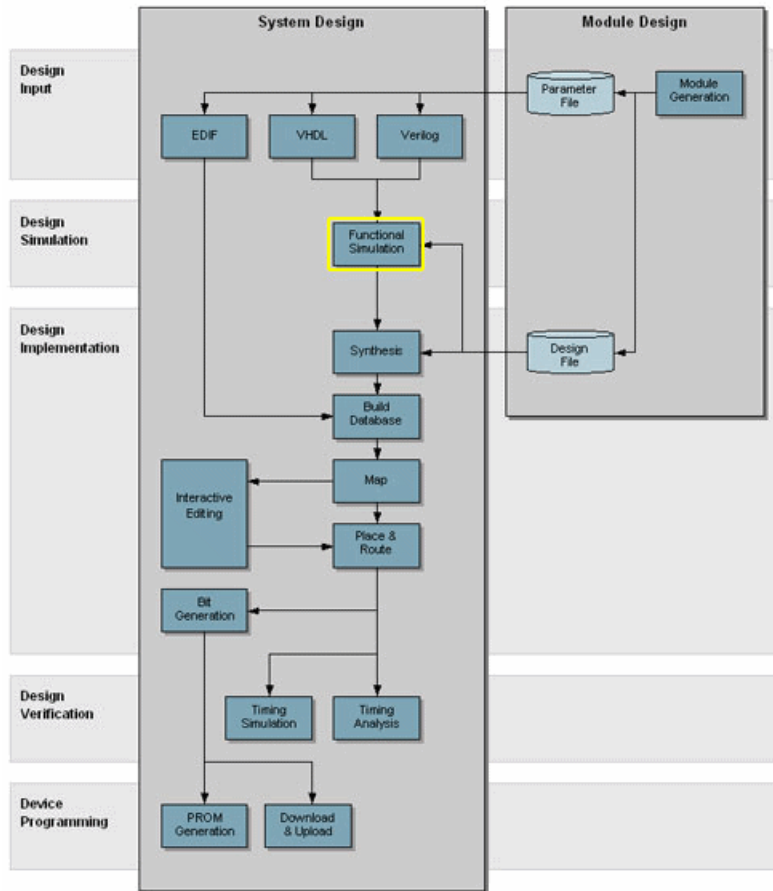 System Design
Module Design
Design
Input
Parameter
File
Module
Generation
EDIF
VHDL
Verilog
Design
Simulation
Functional
Simulation
Design
Implementation
Synthesis
Design
File
Build
Database
Map
Interactive
Editing
Place &
Route
Bit
Generation
Design
Verification
Timing
Simulation
Timing
Analysis
Device
Programming
PROM
Generation
Download
& Upload